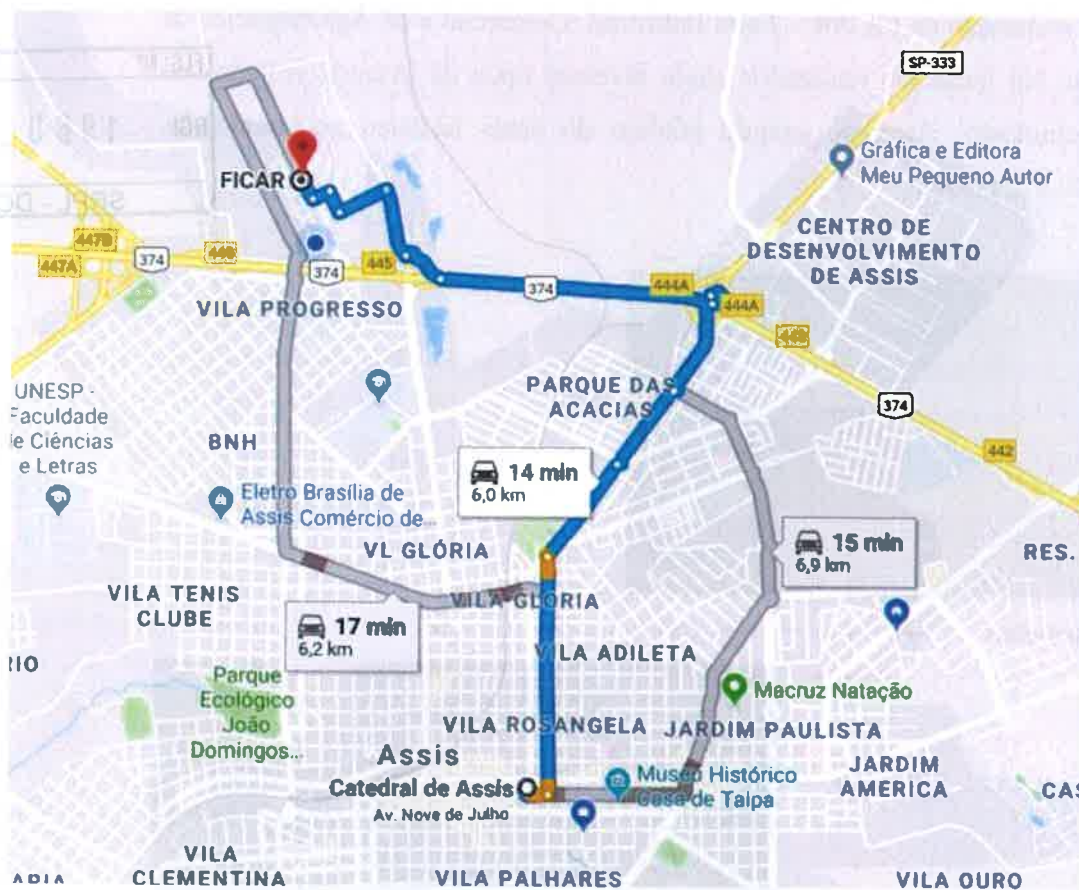 SP-333
Gráfica e Editora
Meu Pequeno Autor
FICAR
CENTRO DE
DESENVOLVIMENTO
DE ASSIS
447B
447A
374
445
374
374
444A
444A
VILA PROGRESSO
PARQUE DAS
ACACIAS
374
442
UNESP -
Faculdade
de Ciências
e Letras
BNH
14 min
6,0 km
Eletro Brasília de
Assis Comércio de...
VL GLÓRIA
15 min
6,9 km
RES.
VILA TENIS
CLUBE
VILA GLORIA
17 min
6,2 km
RIO
VILA ADILETA
Parque
Ecológico
João
Domingos...
Macruz Natação
VILA ROSANGELA
JARDIM PAULISTA
Assis
Catedral de Assis
Av. Nove de Julho
Museu Histórico
Casa de Taipa
JARDIM
AMERICA
CAS
VILA
CLEMENTINA
ARIA
VILA PALHARES
VILA OURO